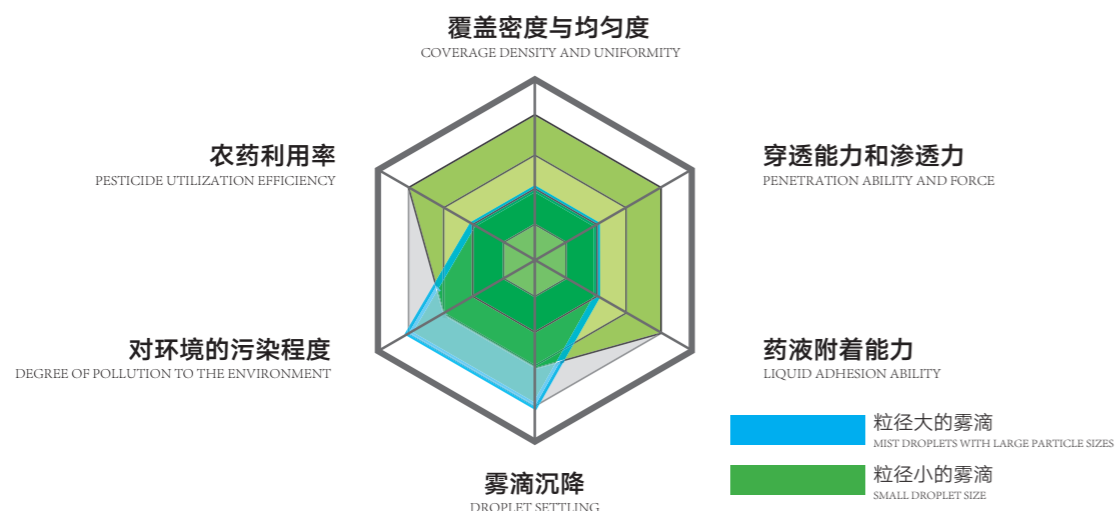 覆盖密度与均匀度
COVERAGE DENSITY AND UNIFORMITY
农药利用率
PESTICIDE UTILIZATION EFFICIENCY
穿透能力和渗透力
PENETRATION ABILITY AND FORCE
对环境的污染程度
DEGREE OF POLLUTION TO THE ENVIRONMENT
药液附着能力
LIQUID ADHESION ABILITY
粒径大的雾滴
MIST DROPLETS WITH LARGE PARTICLE SIZES
粒径小的雾滴
SMALL DROPLET SIZE
雾滴沉降
DROPLET SETTLING